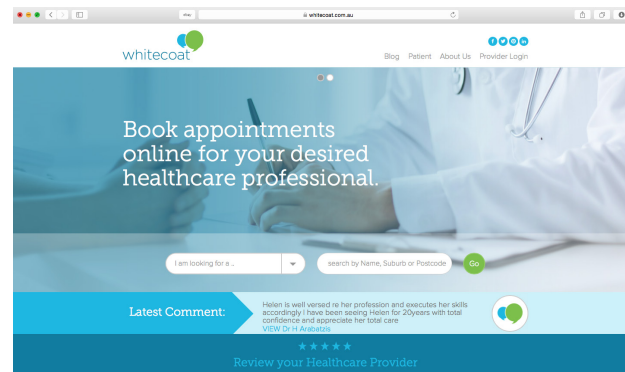 whitecoat.com.au
whitecoat
Blog Patient About Us Provider Login
Book appointments
online for your desired
healthcare professional.
I am looking for a ..
search by Name, Suburb or Postcode
Go
Latest Comment:
Helen is well versed re her profession and executes her skills
accordingly I have been seeing Helen for 20years with total
confidence and appreciate her total care
VIEW Dr H Arabatzis
Review your Healthcare Provider